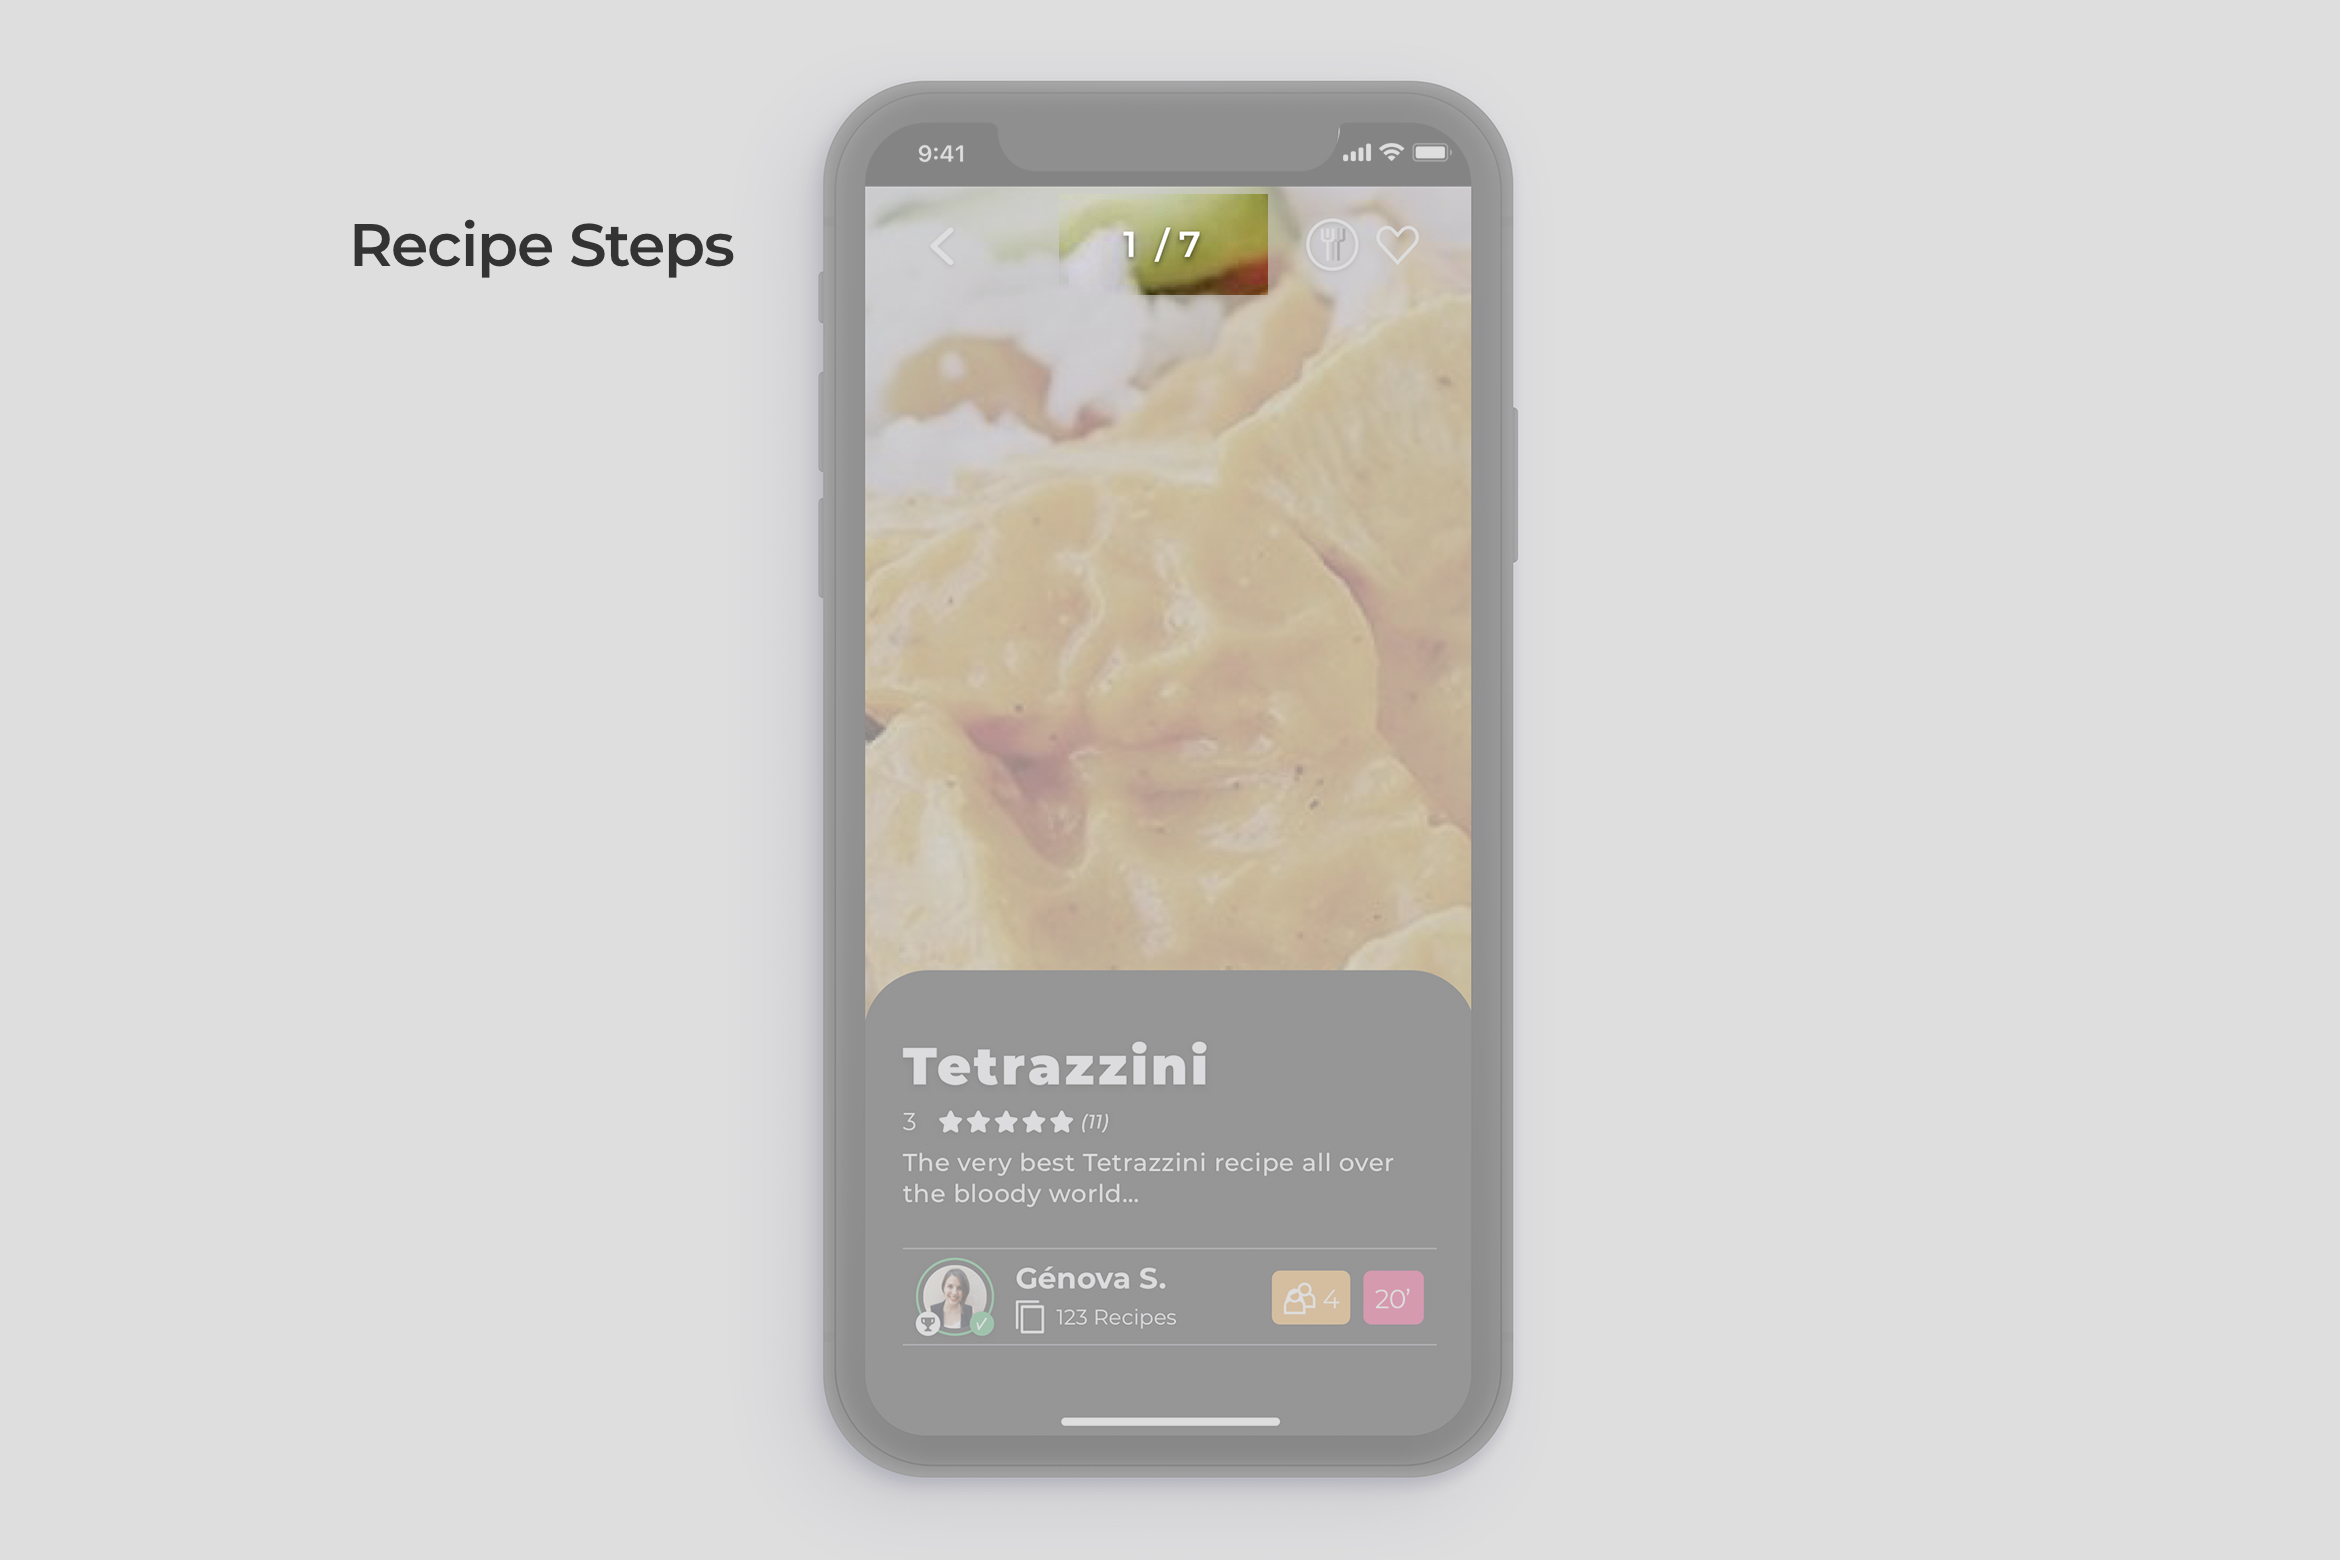 9:41
Recipe Steps
1 / 7
Tetrazzini
3 (11)
The very best Tetrazzini recipe all over
the bloody world...
Génova S.
123 Recipes
4
20’